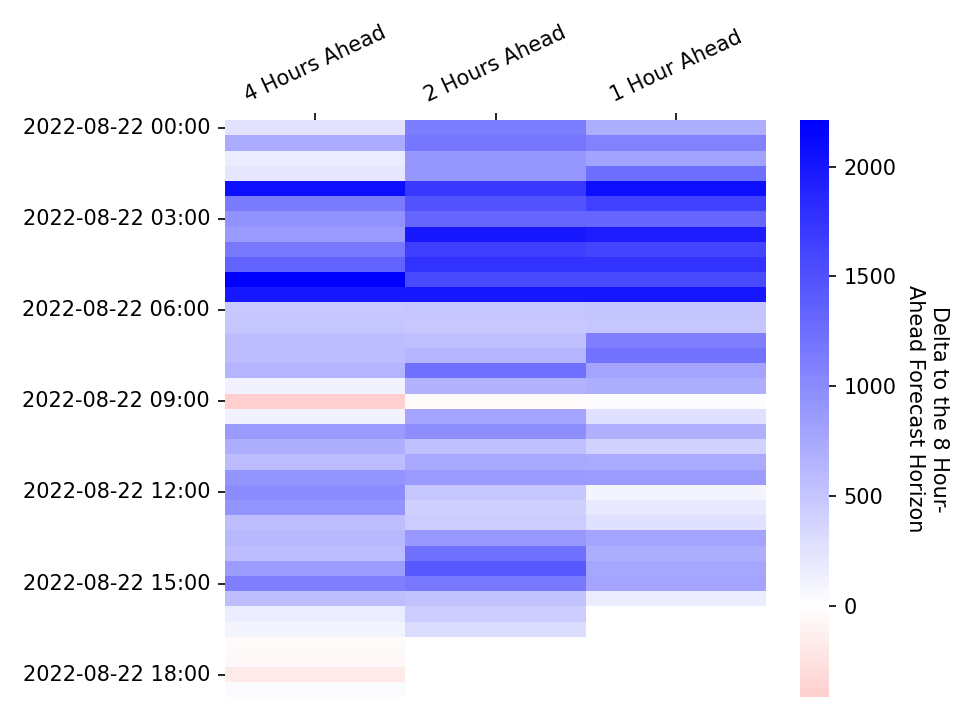 4 Hours Ahead
2 Hours Ahead
1 Hour Ahead
2022-08-22 00:00
2022-08-22 03:00
2022-08-22 06:00
2022-08-22 09:00
2022-08-22 12:00
2022-08-22 15:00
2022-08-22 18:00
2000
1500
1000
500
0
Delta to the 8 Hour-
Ahead Forecast Horizon